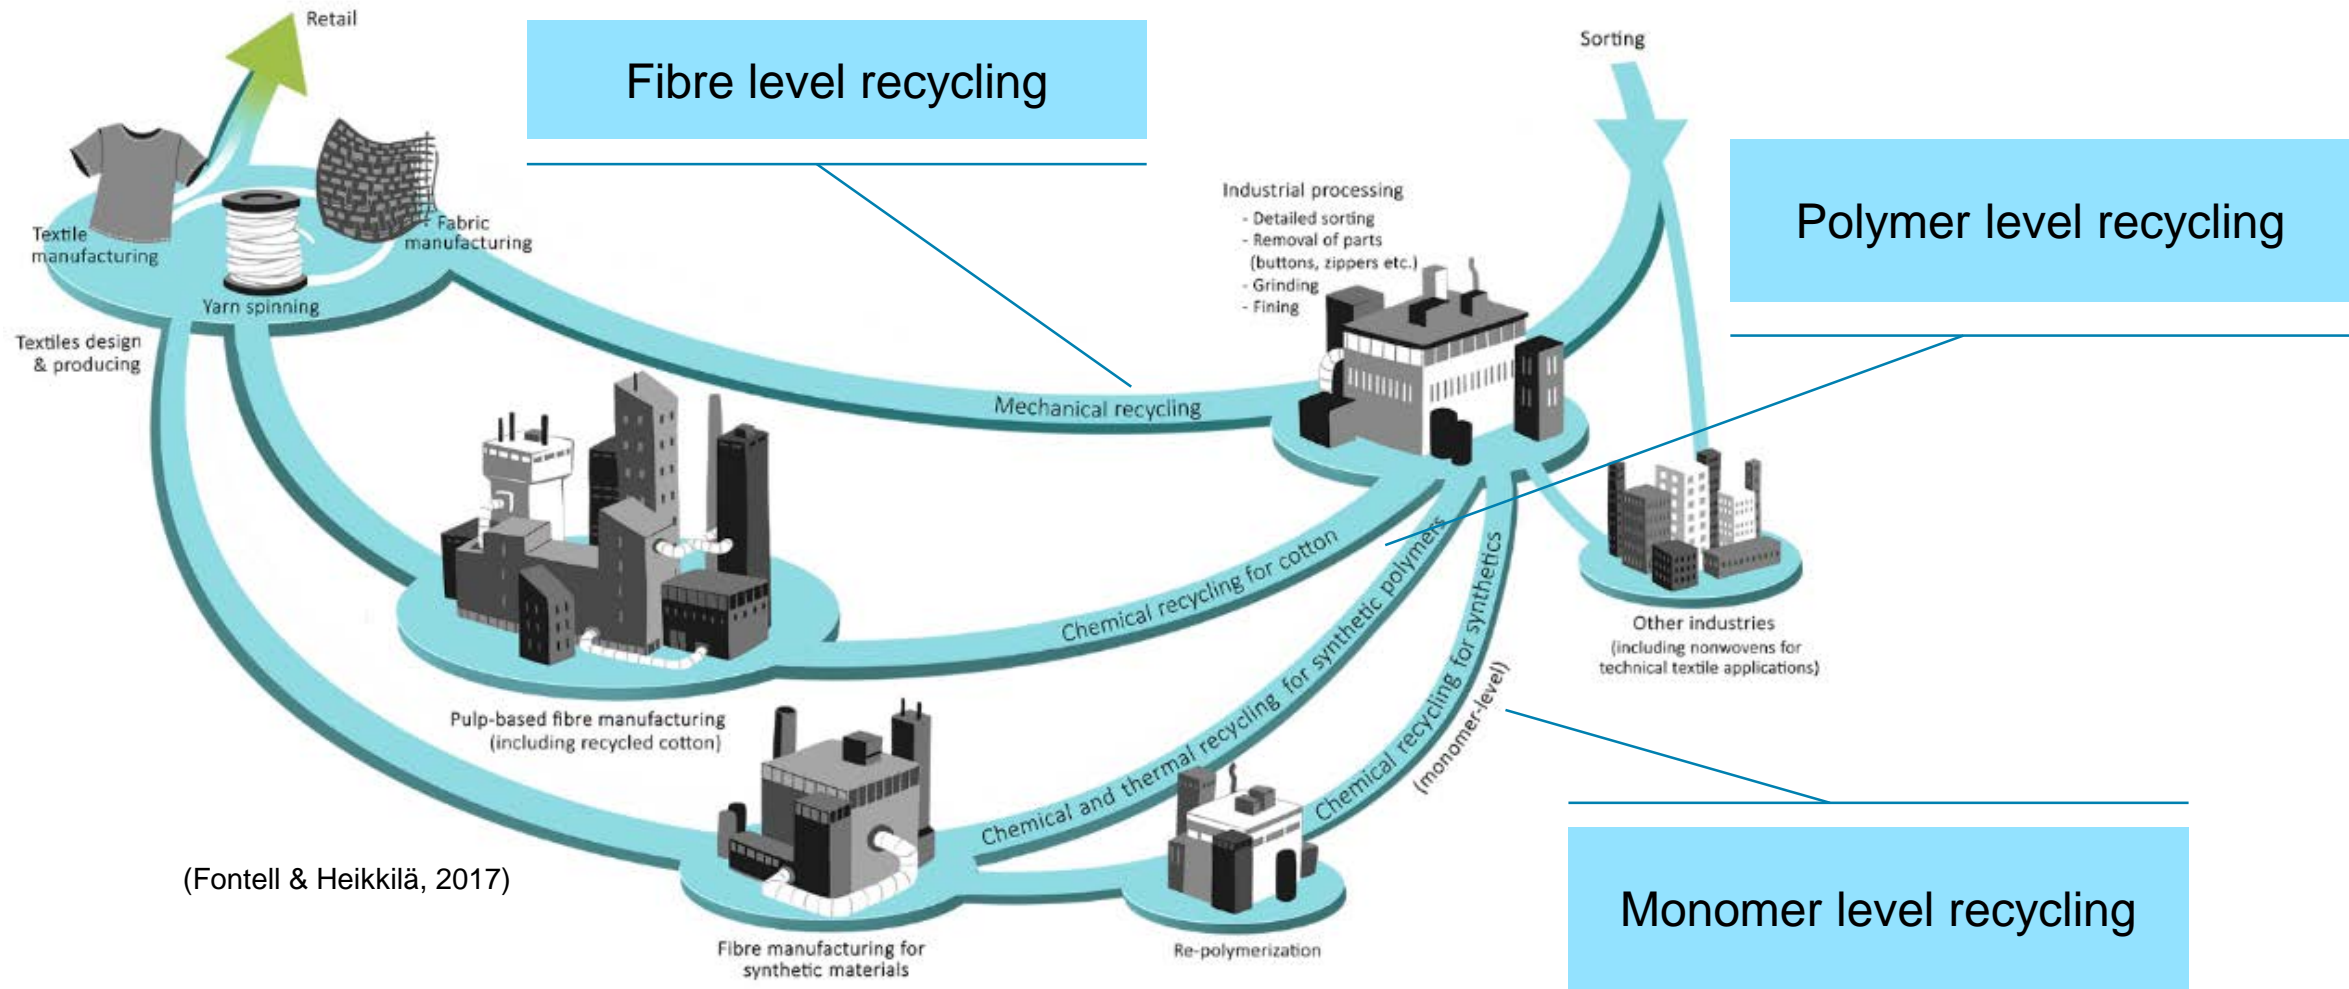 Retail
Fibre level recycling
Sorting
Polymer level recycling
Industrial processing
- Detailed sorting
- Removal of parts
(buttons, zippers etc.)
- Grinding
- Fining
Textile
manufacturing
Fabric
manufacturing
Yarn spinning
Textiles design
& producing
Mechanical recycling
Chemical recycling for cotton
Chemical and thermal recycling for synthetic polymers
Chemical recycling for synthetics
(monomer-level)
Other industries
(including nonwovens for
technical textile applications)
Pulp-based fibre manufacturing
(including recycled cotton)
(Fontell & Heikkilä, 2017)
Monomer level recycling
Fibre manufacturing for
synthetic materials
Re-polymerization